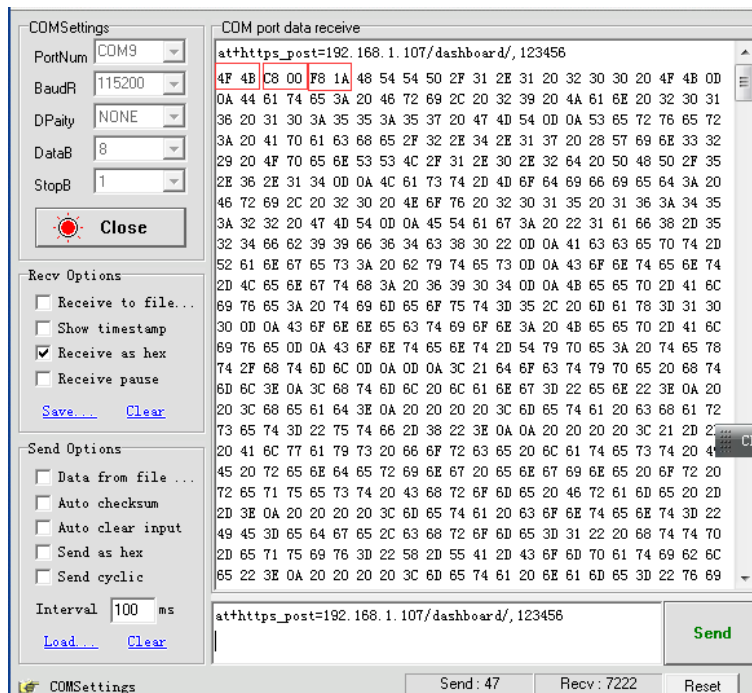 COMSettings
PortNum COM9
BaudR 115200
DPaity NONE
DataB 8
StopB 1
Close
Recv Options
Receive to file...
Show timestamp
Receive as hex
Receive pause
Save... Clear
Send Options
Data from file ...
Auto checksum
Auto clear input
Send as hex
Send cyclic
Interval 100 ms
Load... Clear
COM port data receive
at+https_post=192.168.1.107/dashboard/,123456
4F 4B C8 00 F8 1A 48 54 54 50 2F 31 2E 31 20 32 30 30 20 4F 4B 0D
0A 44 61 74 65 3A 20 46 72 69 2C 20 32 39 20 4A 61 6E 20 32 30 31
36 20 31 30 3A 35 35 3A 35 37 20 47 4D 54 0D 0A 53 65 72 76 65 72
3A 20 41 70 61 63 68 65 2F 32 2E 34 2E 31 37 20 28 57 69 6E 33 32
29 20 4F 70 65 6E 53 53 4C 2F 31 2E 30 2E 32 64 20 50 48 50 2F 35
2E 36 2E 31 34 0D 0A 4C 61 73 74 2D 4D 6F 64 69 66 69 65 64 3A 20
46 72 69 2C 20 32 30 20 4E 6F 76 20 32 30 31 35 20 31 36 3A 34 35
3A 32 32 20 47 4D 54 0D 0A 45 54 61 67 3A 20 22 31 61 66 38 2D 35
32 34 66 62 39 39 66 36 34 63 38 30 22 0D 0A 41 63 63 65 70 74 2D
52 61 6E 67 65 73 3A 20 62 79 74 65 73 0D 0A 43 6F 6E 74 65 6E 74
2D 4C 65 6E 67 74 68 3A 20 36 39 30 34 0D 0A 4B 65 65 70 2D 41 6C
69 76 65 3A 20 74 69 6D 65 6F 75 74 3D 35 2C 20 6D 61 78 3D 31 30
30 0D 0A 43 6F 6E 6E 65 63 74 69 6F 6E 3A 20 4B 65 65 70 2D 41 6C
69 76 65 0D 0A 43 6F 6E 74 65 6E 74 2D 54 79 70 65 3A 20 74 65 78
74 2F 68 74 6D 6C 0D 0A 0D 0A 3C 21 64 6F 63 74 79 70 65 20 68 74
6D 6C 3E 0A 3C 68 74 6D 6C 20 6C 61 6E 67 3D 22 65 6E 22 3E 0A 20
20 3C 68 65 61 64 3E 0A 20 20 20 20 3C 6D 65 74 61 20 63 68 61 72
73 65 74 3D 22 75 74 66 2D 38 22 3E 0A 0A 20 20 20 20 3C 21 2D
20 41 6C 77 61 79 73 20 66 6F 72 63 65 20 6C 61 74 65 73 74 20
45 20 72 65 6E 64 65 72 69 6E 67 20 65 6E 67 69 6E 65 20 6F 72 20
72 65 71 75 65 73 74 20 43 68 72 6F 6D 65 20 46 72 61 6D 65 20 2D
2D 3E 0A 20 20 20 20 3C 6D 65 74 61 20 63 6F 6E 74 65 6E 74 3D 22
49 45 3D 65 64 67 65 2C 63 68 72 6F 6D 65 3D 31 22 20 68 74 74 70
2D 65 71 75 69 76 3D 22 58 2D 55 41 2D 43 6F 6D 70 61 74 69 62 6C
65 22 3E 0A 20 20 20 20 3C 6D 65 74 61 20 6E 61 6D 65 3D 22 76 69
at+https_post=192.168.1.107/dashboard/,123456
Send
COMSettings Send : 47 Recv : 7222 Reset